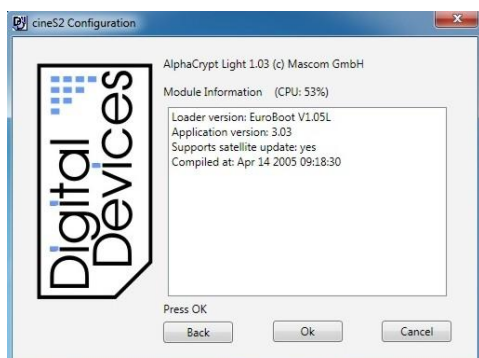 cineS2 Configuration
Digital
Devices
AlphaCrypt Light 1.03 (c) Mascom GmbH
Module Information (CPU: 53%)
Loader version: EuroBoot V1.05L
Application version: 3.03
Supports satellite update: yes
Compiled at: Apr 14 2005 09:18:30
Press OK
Back Ok Cancel